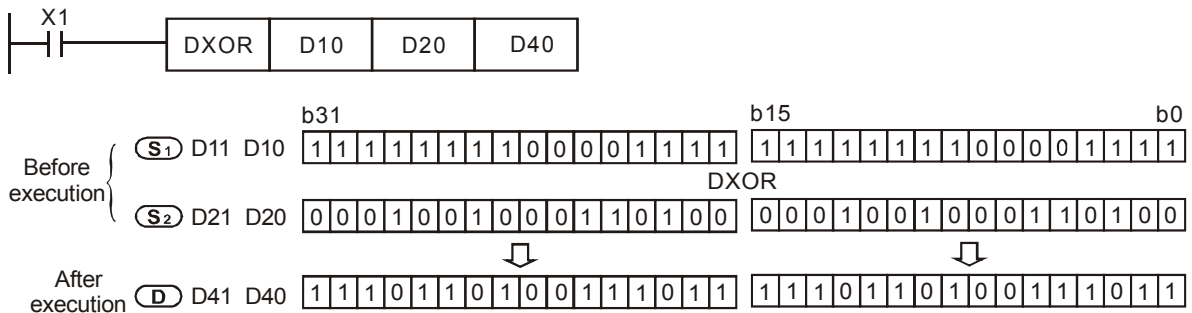 X1
DXOR D10 D20 D40
b31 b15 b0
Before execution
S1 D11 D10 1 1 1 1 1 1 1 1 0 0 0 0 1 1 1 1 1 1 1 1 1 1 1 1 0 0 0 0 1 1 1 1
DXOR
S2 D21 D20 0 0 0 1 0 0 1 0 0 0 1 1 0 1 0 0 0 0 0 1 0 0 1 0 0 0 1 1 0 1 0 0
After execution
D D41 D40 1 1 1 0 1 1 0 1 0 0 1 1 1 0 1 1 1 1 1 0 1 1 0 1 0 0 1 1 1 0 1 1